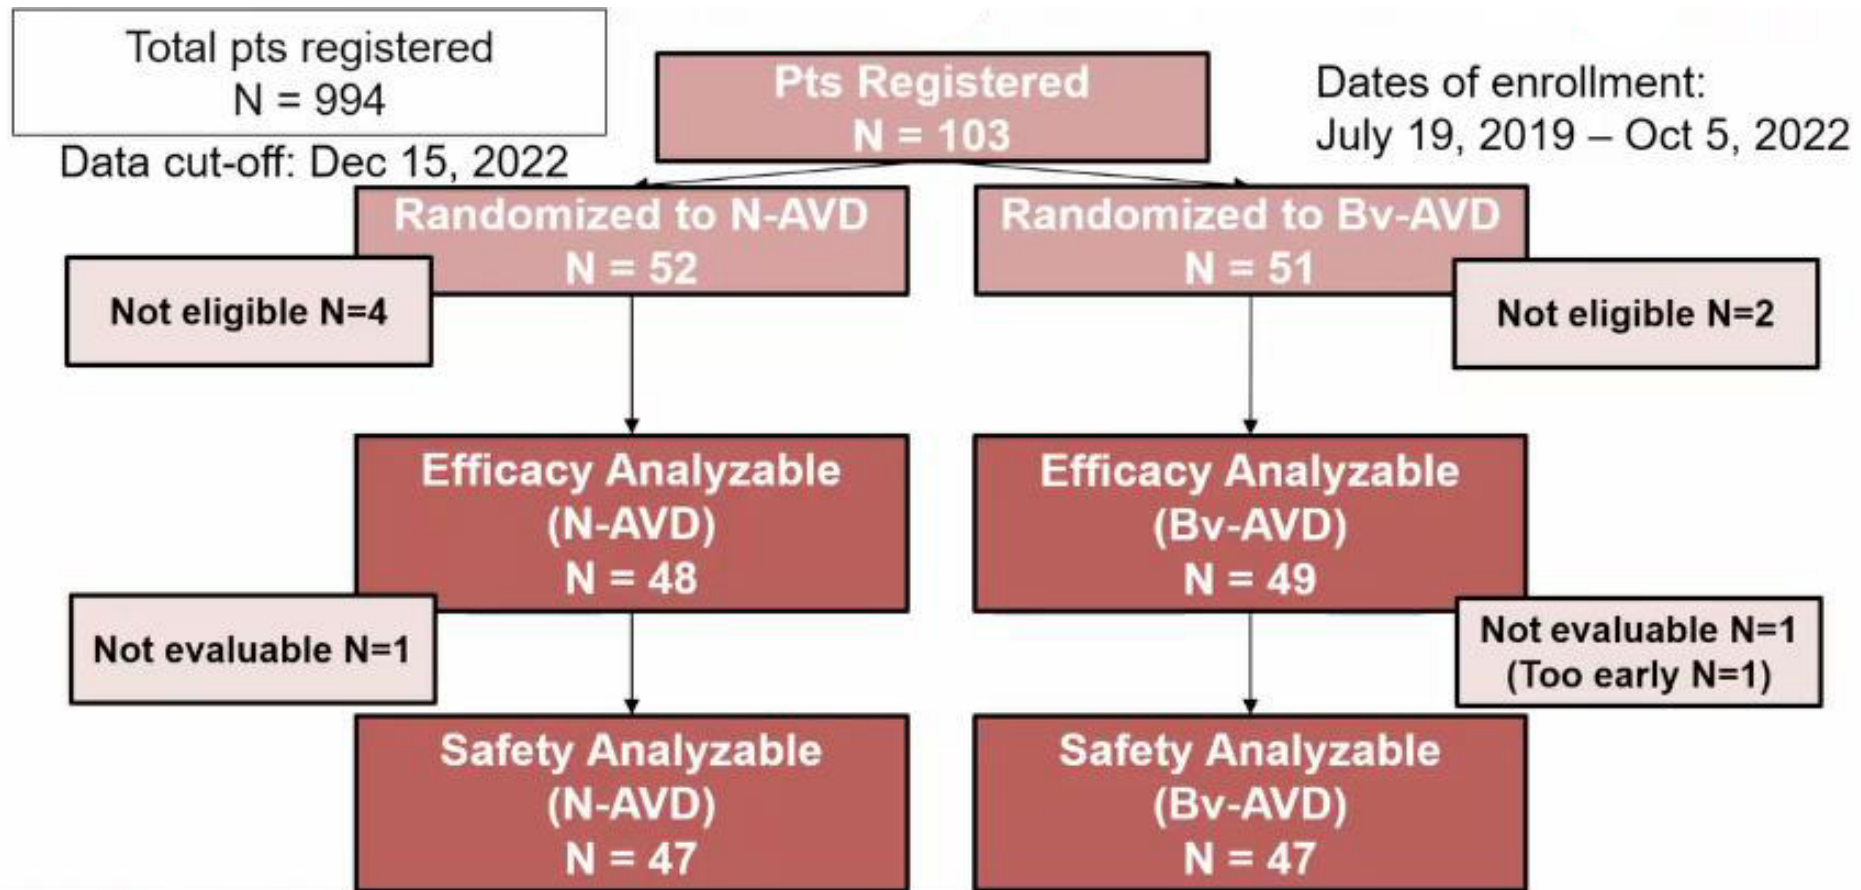 Total pts registered
N = 994
Data cut-off: Dec 15, 2022
Pts Registered
N = 103
Dates of enrollment:
July 19, 2019 – Oct 5, 2022
Randomized to N-AVD
N = 52
Randomized to Bv-AVD
N = 51
Not eligible N=4
Not eligible N=2
Efficacy Analyzable
(N-AVD)
N = 48
Efficacy Analyzable
(Bv-AVD)
N = 49
Not evaluable N=1
Not evaluable N=1
(Too early N=1)
Safety Analyzable
(N-AVD)
N = 47
Safety Analyzable
(Bv-AVD)
N = 47